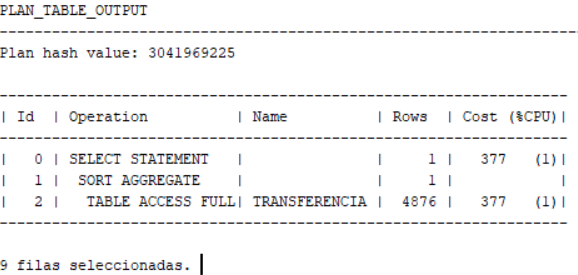 PLAN_TABLE_OUTPUT
--------------------------------------------------------------------------------
Plan hash value: 3041969225

--------------------------------------------------------------------
| Id  | Operation          | Name          | Rows  | Cost (%CPU)|
--------------------------------------------------------------------
|   0 | SELECT STATEMENT   |               |     1 |   377   (1)|
|   1 |  SORT AGGREGATE    |               |     1 |            |
|   2 |   TABLE ACCESS FULL| TRANSFERENCIA |  4876 |   377   (1)|
--------------------------------------------------------------------

9 filas seleccionadas.